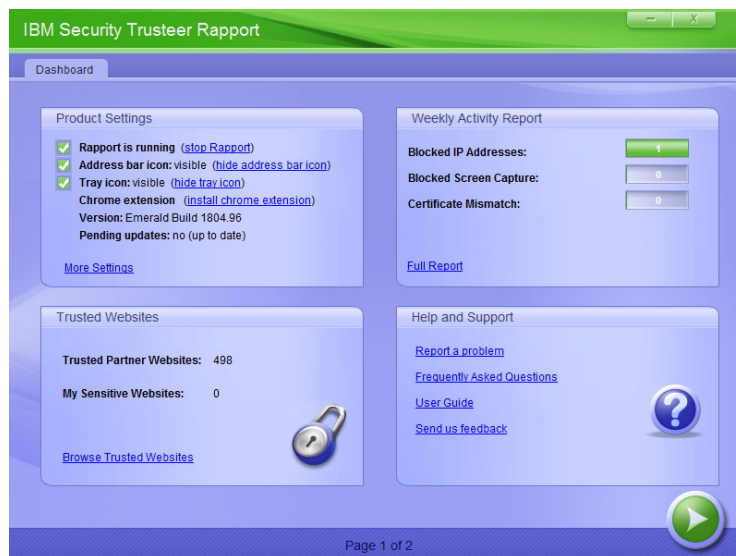 IBM Security Trusteer Rapport
– X
Dashboard
Product Settings
Rapport is running (stop Rapport)
Address bar icon: visible (hide address bar icon)
Tray icon: visible (hide tray icon)
Chrome extension (install chrome extension)
Version: Emerald Build 1804.96
Pending updates: no (up to date)
More Settings
Weekly Activity Report
Blocked IP Addresses: 1
Blocked Screen Capture: 0
Certificate Mismatch: 0
Full Report
Trusted Websites
Trusted Partner Websites: 498
My Sensitive Websites: 0
Browse Trusted Websites
Help and Support
Report a problem
Frequently Asked Questions
User Guide
Send us feedback
?
Page 1 of 2